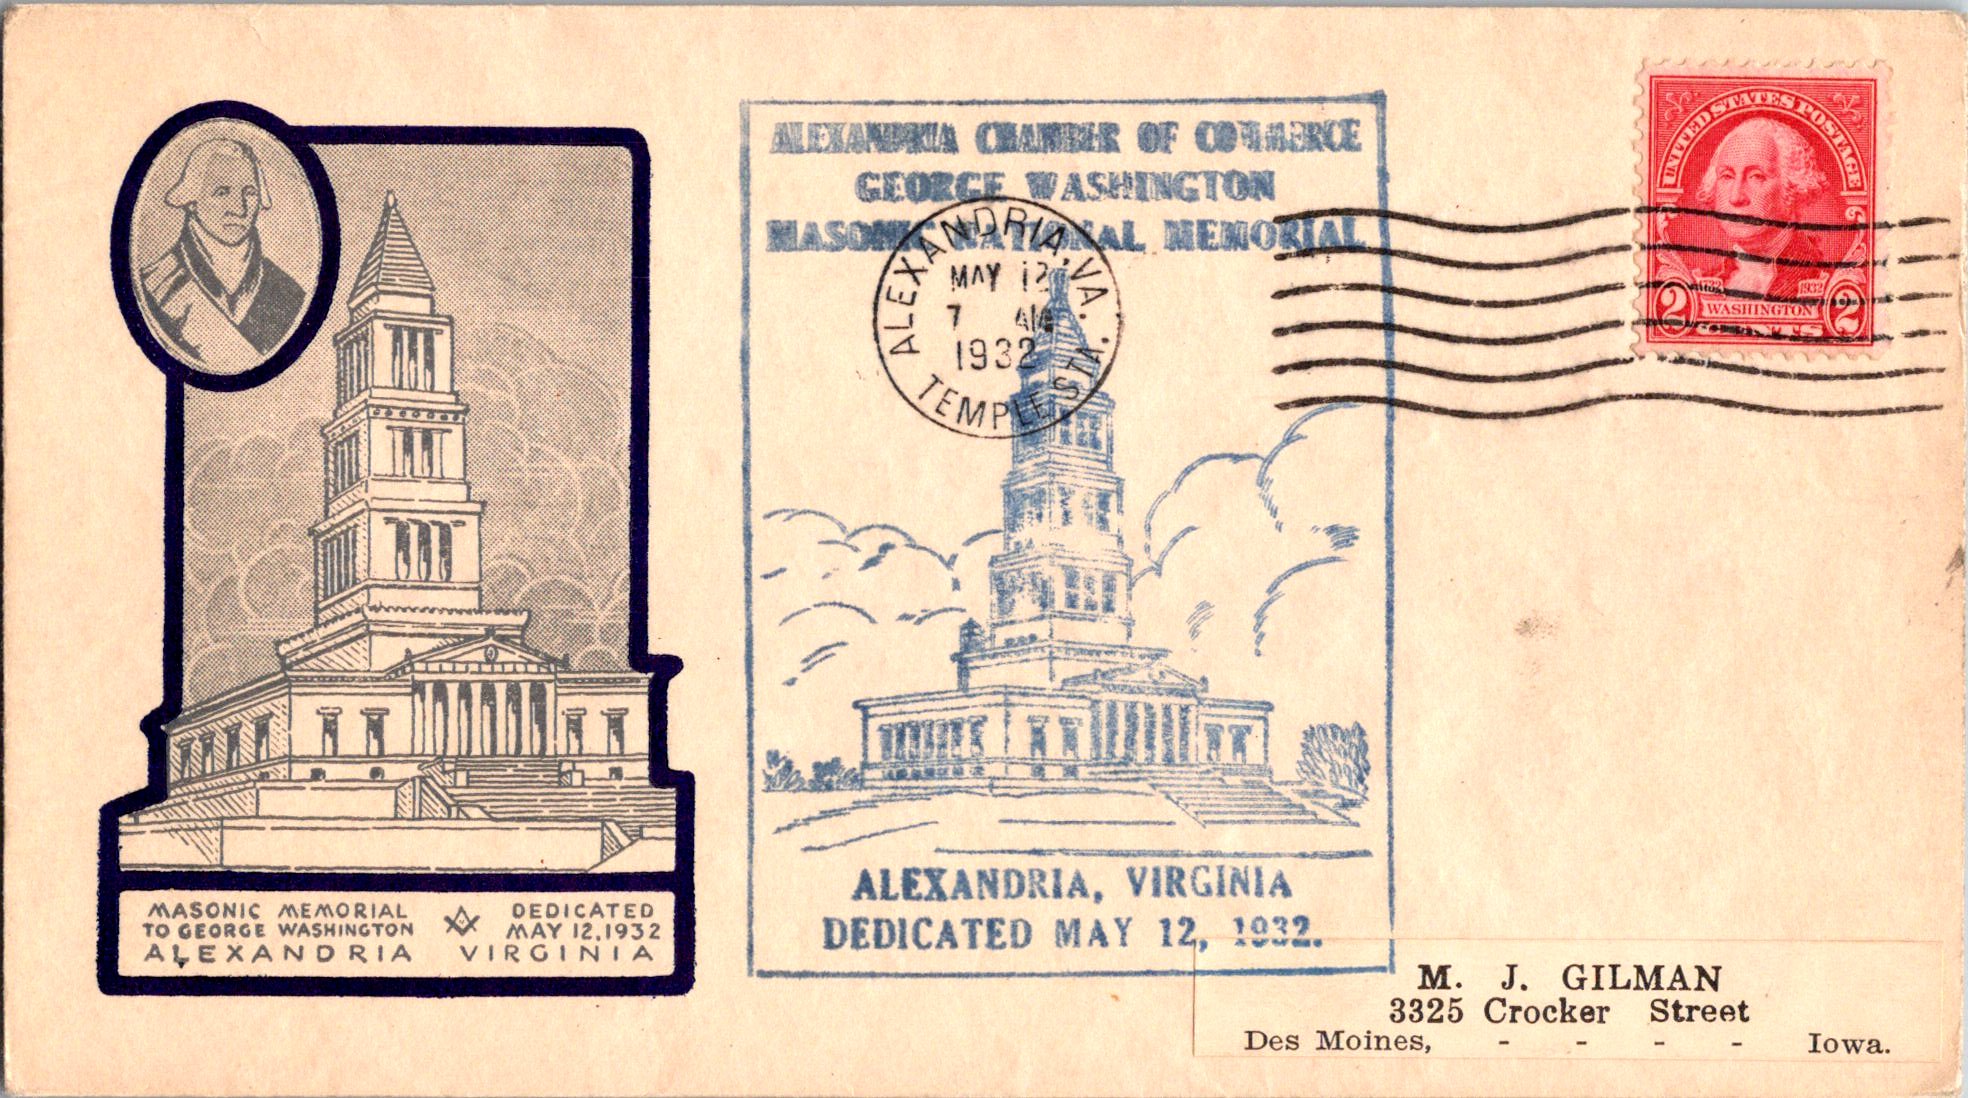 MASONIC MEMORIAL
TO GEORGE WASHINGTON
DEDICATED
MAY 12, 1932
ALEXANDRIA VIRGINIA
ALEXANDRIA CHAMBER OF COMMERCE
GEORGE WASHINGTON
MASONIC NATIONAL MEMORIAL
ALEXANDRIA, VA.
MAY 12
7 AM
1932
TEMPLE STA.
ALEXANDRIA, VIRGINIA
DEDICATED MAY 12, 1932.
UNITED STATES POSTAGE
1932
2 WASHINGTON 2
M. J. GILMAN
3325 Crocker Street
Des Moines, - - - - Iowa.